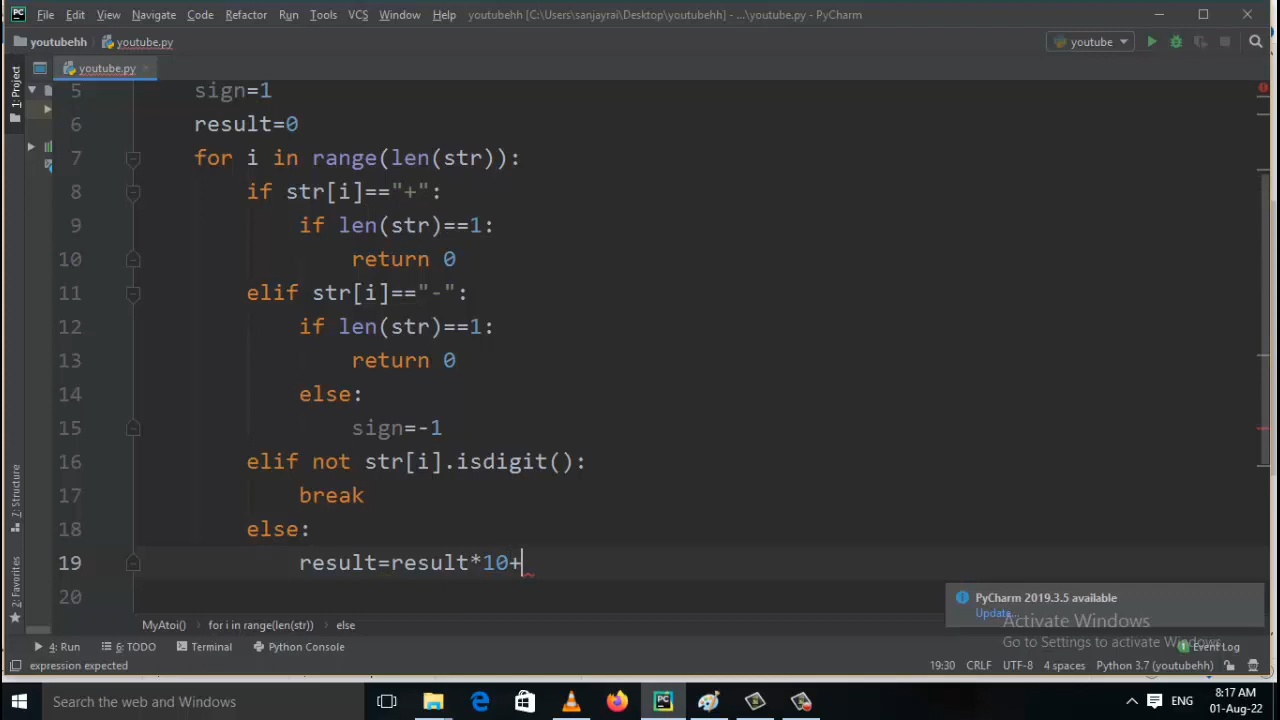 File Edit View Navigate Code Refactor Run Tools VCS Window Help youtubehh [C:\Users\sanjayrai\Desktop\youtubehh] - ...\youtube.py - PyCharm
youtubehh youtube.py youtube
1: Project youtube.py ×
5 sign=1
6 result=0
7 for i in range(len(str)):
8 if str[i]=="+":
9 if len(str)==1:
10 return 0
11 elif str[i]=="-":
12 if len(str)==1:
13 return 0
14 else:
15 sign=-1
16 elif not str[i].isdigit():
17 break
18 else:
19 result=result*10+
20
7: Structure
2: Favorites
PyCharm 2019.3.5 available
Update...
Activate Windows
Go to Settings to activate Windows.
MyAtoi() for i in range(len(str)) else
4: Run 6: TODO Terminal Python Console Event Log
expression expected 19:30 CRLF UTF-8 4 spaces Python 3.7 (youtubehh)
Search the web and Windows ENG 8:17 AM
01-Aug-22